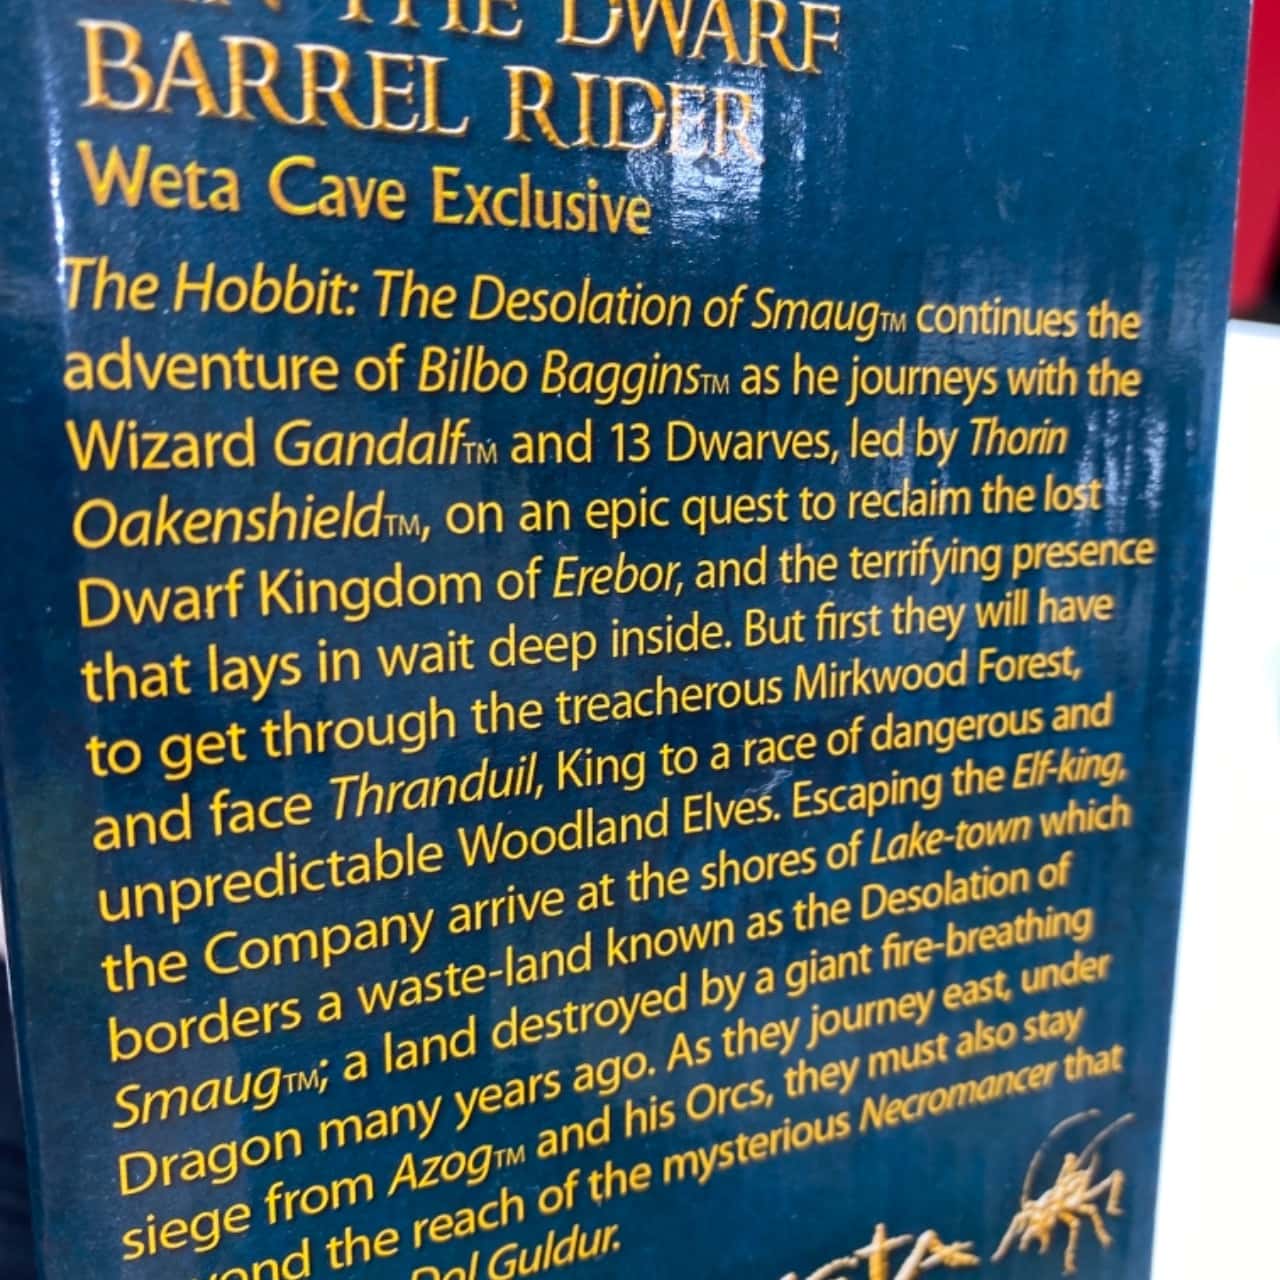 THE DWARF
BARREL RIDER
Weta Cave Exclusive
The Hobbit: The Desolation of Smaug™ continues the
adventure of Bilbo Baggins™ as he journeys with the
Wizard Gandalf™ and 13 Dwarves, led by Thorin
Oakenshield™, on an epic quest to reclaim the lost
Dwarf Kingdom of Erebor, and the terrifying presence
that lays in wait deep inside. But first they will have
to get through the treacherous Mirkwood Forest,
and face Thranduil, King to a race of dangerous and
unpredictable Woodland Elves. Escaping the Elf-king,
the Company arrive at the shores of Lake-town which
borders a waste-land known as the Desolation of
Smaug™; a land destroyed by a giant fire-breathing
Dragon many years ago. As they journey east, under
siege from Azog™ and his Orcs, they must also stay
the reach of the mysterious Necromancer that
Dol Guldur.